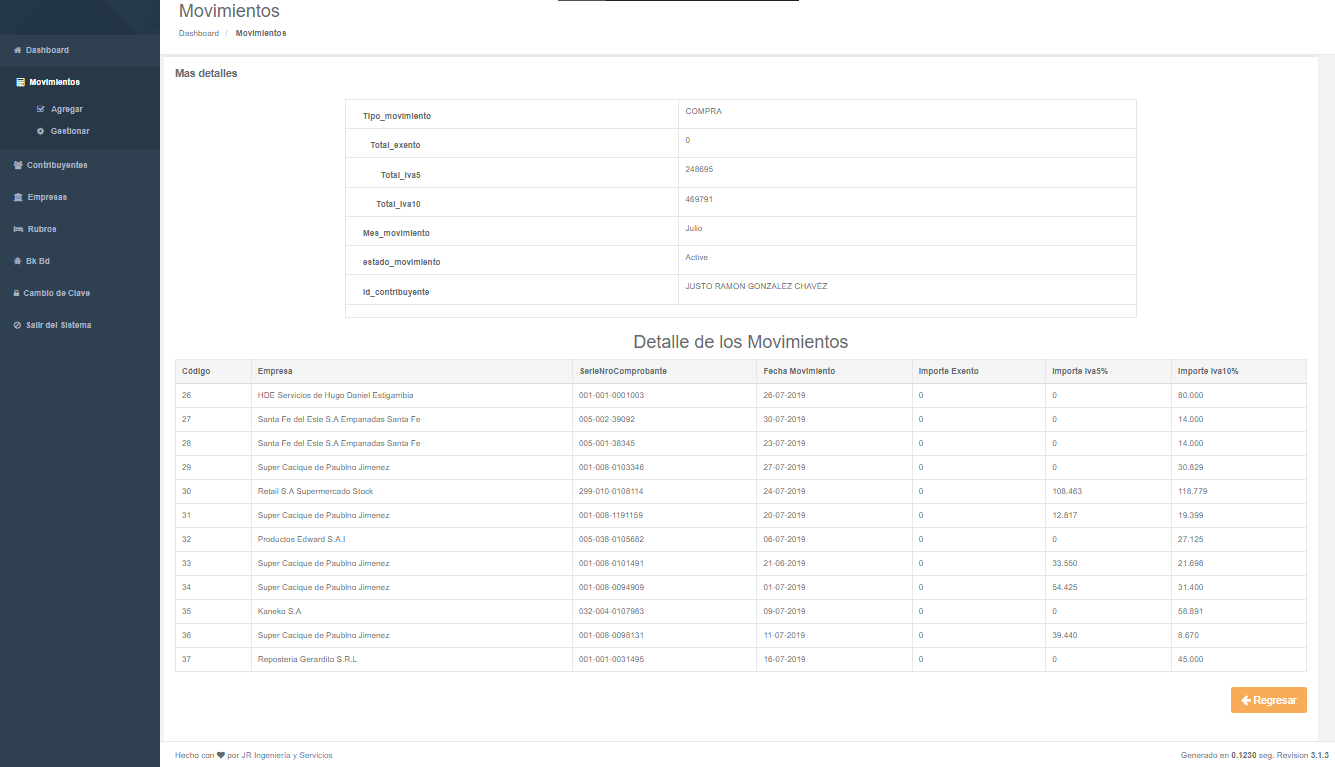 Movimientos
Dashboard / Movimientos
Dashboard
Movimientos
Agregar
Gestionar
Contribuyentes
Empresas
Rubros
Bk Bd
Cambio de Clave
Salir del Sistema
Mas detalles
Tipo_movimiento COMPRA
Total_exento 0
Total_iva5 248695
Total_iva10 469791
Mes_movimiento Julio
estado_movimiento Active
id_contribuyente JUSTO RAMON GONZALEZ CHAVEZ
Detalle de los Movimientos
Código Empresa SerieNroComprobante Fecha Movimiento Importe Exento Importe Iva5% Importe Iva10%
26 HDE Servicios de Hugo Daniel Estigarribia 001-001-0001003 26-07-2019 0 0 80.000
27 Santa Fe del Este S.A Empanadas Santa Fe 005-002-39092 30-07-2019 0 0 14.000
28 Santa Fe del Este S.A Empanadas Santa Fe 005-001-38345 23-07-2019 0 0 14.000
29 Super Cacique de Paubino Jimenez 001-008-0103346 27-07-2019 0 0 30.829
30 Retail S.A Supermercado Stock 299-010-0108114 24-07-2019 0 108.463 118.779
31 Super Cacique de Paubino Jimenez 001-008-1191159 20-07-2019 0 12.817 19.399
32 Productos Edward S.A.I 005-038-0105682 06-07-2019 0 0 27.125
33 Super Cacique de Paubino Jimenez 001-008-0101491 21-06-2019 0 33.550 21.698
34 Super Cacique de Paubino Jimenez 001-008-0094909 01-07-2019 0 54.425 31.400
35 Kaneko S.A 032-004-0107983 09-07-2019 0 0 58.891
36 Super Cacique de Paubino Jimenez 001-008-0098131 11-07-2019 0 39.440 8.670
37 Reposteria Gerardito S.R.L 001-001-0031495 16-07-2019 0 0 45.000
Regresar
Hecho con ♥ por JR Ingeniería y Servicios
Generado en 0.1230 seg. Revision 3.1.3